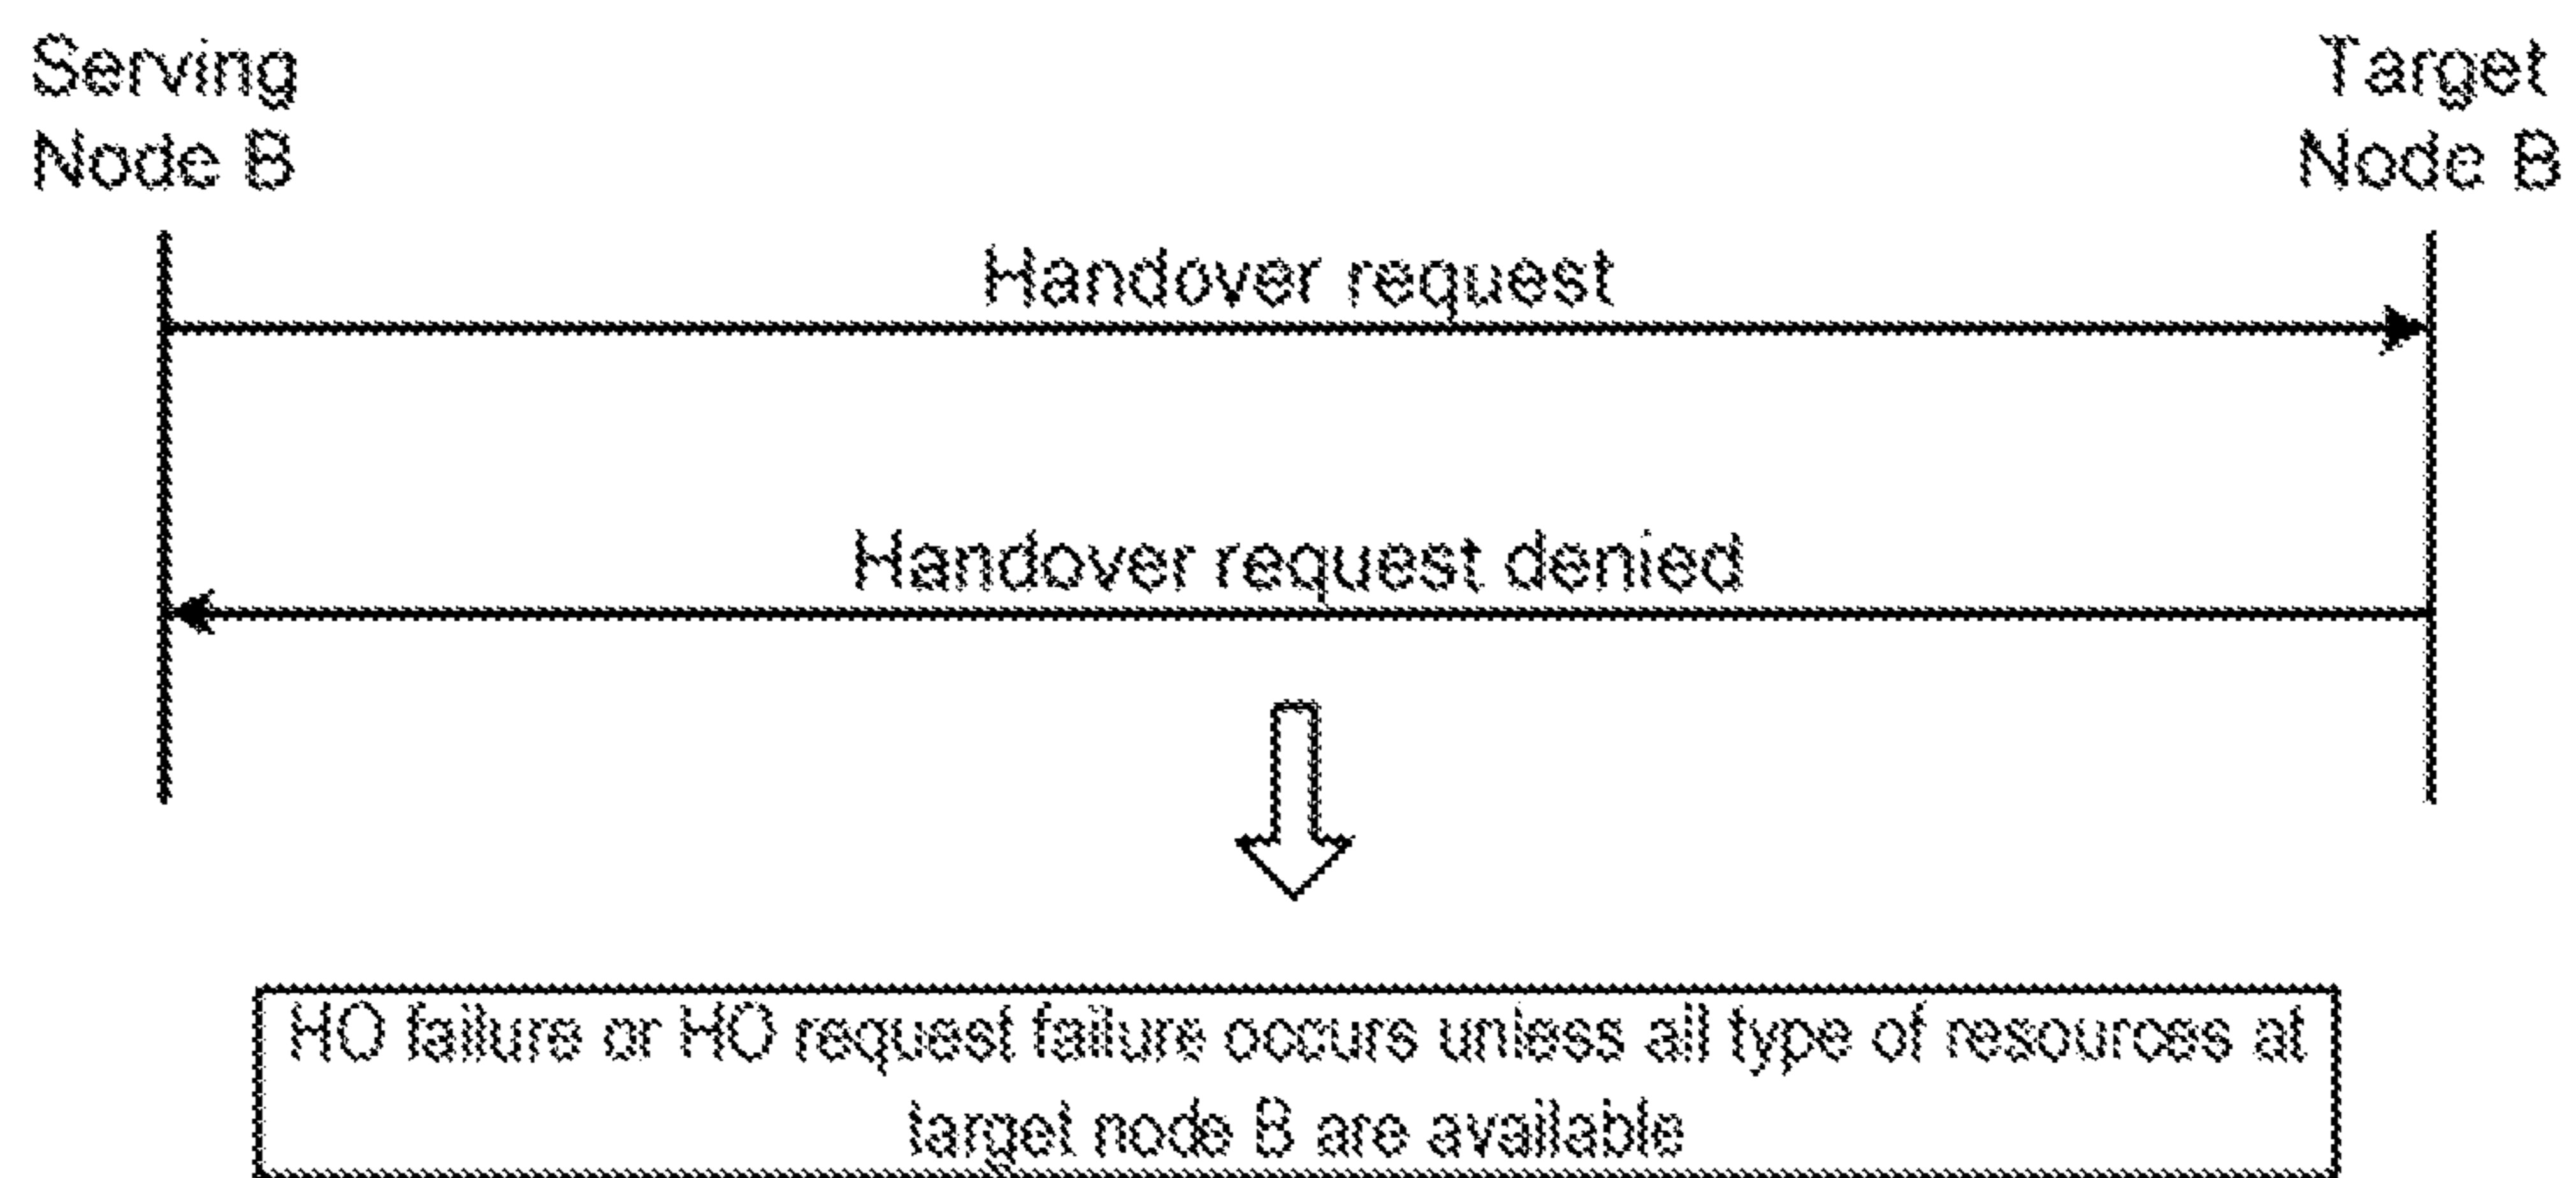 Serving
Node B
Target
Node B
Handover request
Handover request denied
HO failure or HO request failure occurs unless all type of resources at
target node B are available